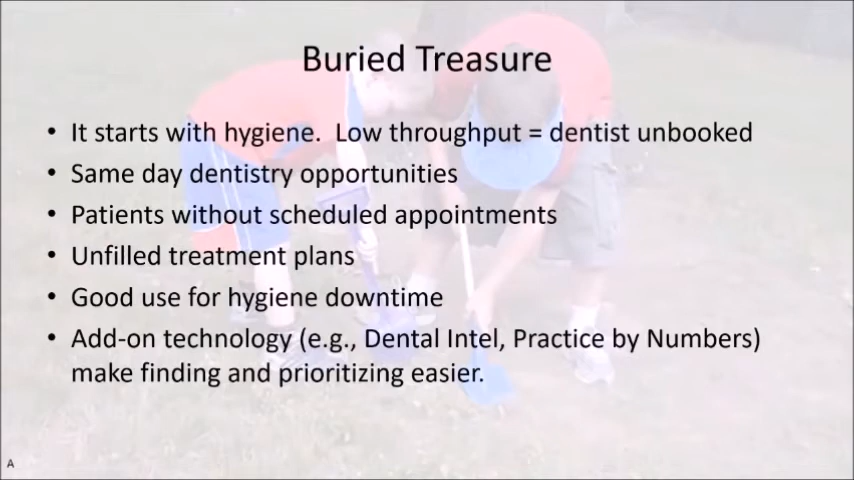 Buried Treasure
• It starts with hygiene.  Low throughput = dentist unbooked
• Same day dentistry opportunities
• Patients without scheduled appointments
• Unfilled treatment plans
• Good use for hygiene downtime
• Add-on technology (e.g., Dental Intel, Practice by Numbers)
make finding and prioritizing easier.
A